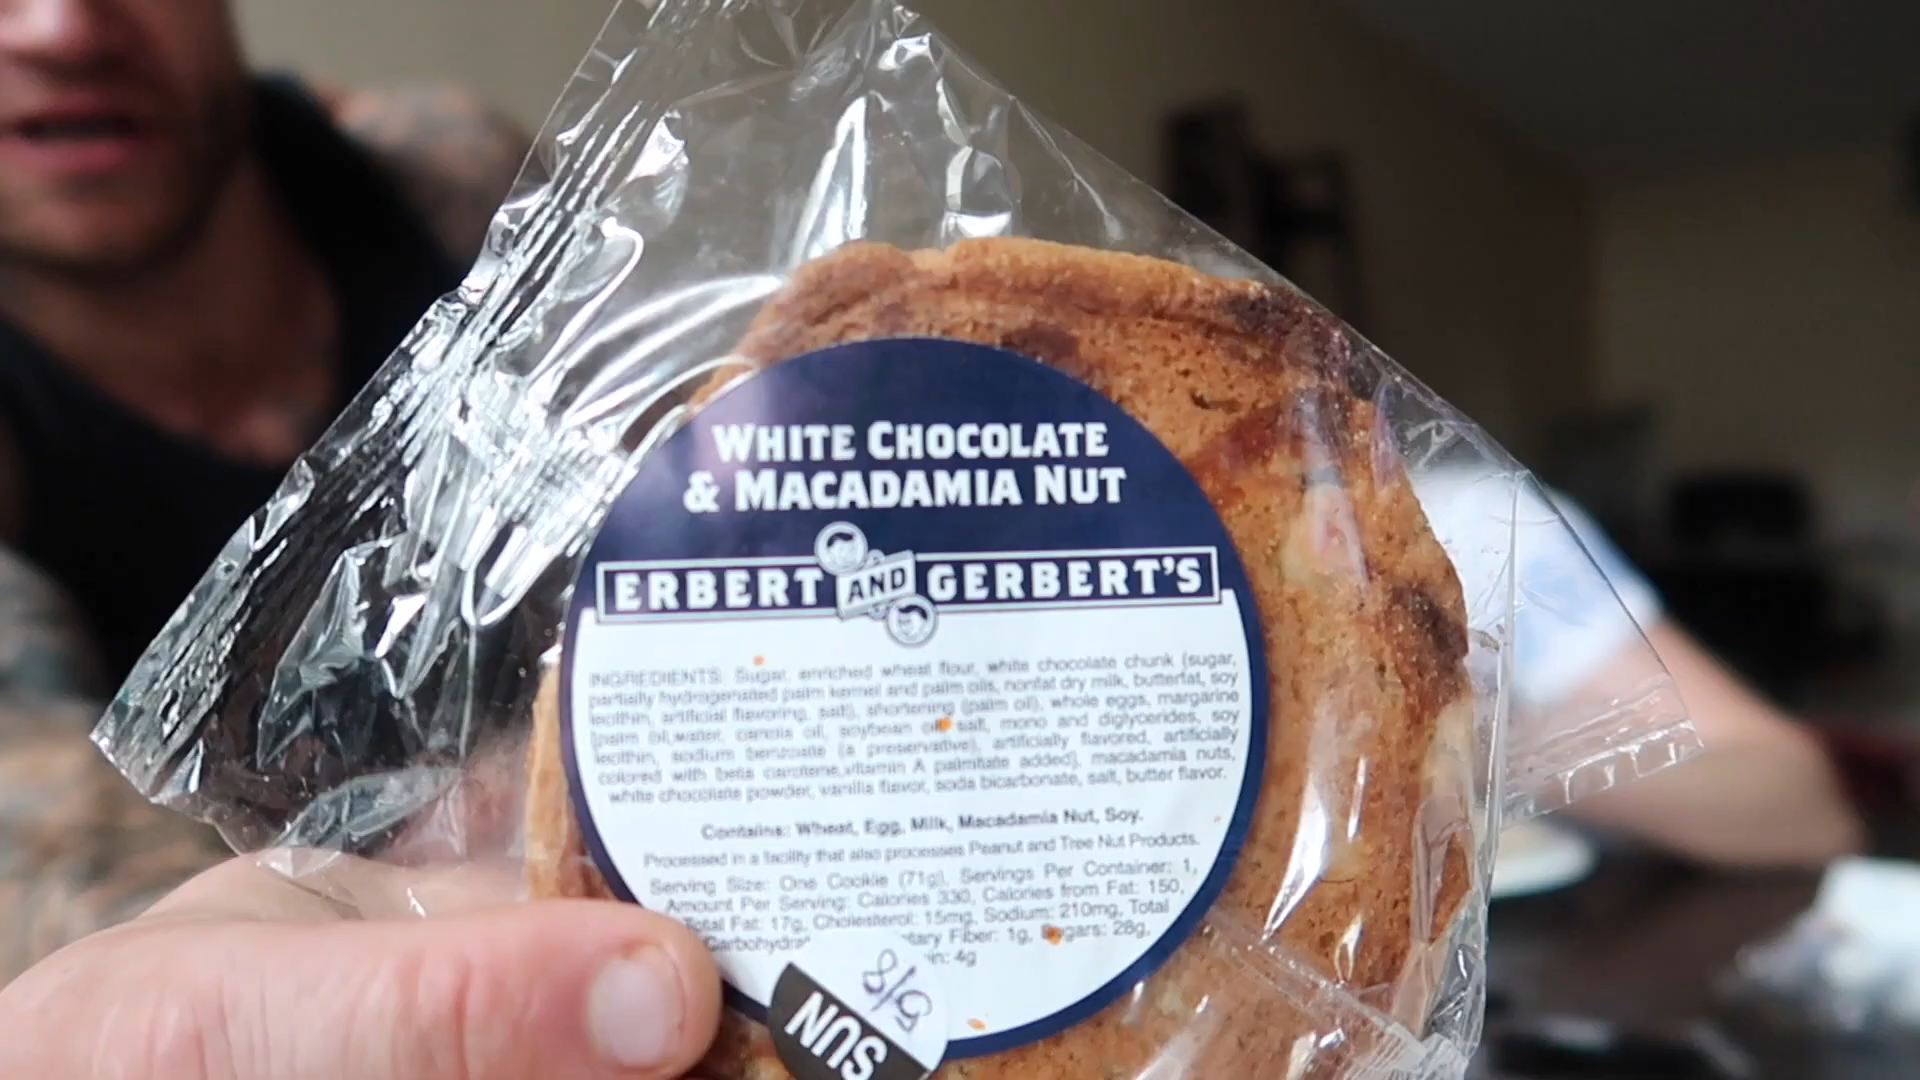 WHITE CHOCOLATE
& MACADAMIA NUT
ERBERT AND GERBERT'S
INGREDIENTS: Sugar, enriched wheat flour, white chocolate chunk (sugar,
partially hydrogenated palm kernel and palm oils, nonfat dry milk, butterfat, soy
lecithin, artificial flavoring, salt), shortening (palm oil), whole eggs, margarine
(palm oil, water, canola oil, soybean oil, salt, mono and diglycerides, soy
lecithin, sodium benzoate (a preservative), artificially flavored, artificially
colored with beta carotene, vitamin A palmitate added), macadamia nuts,
white chocolate powder, vanilla flavor, soda bicarbonate, salt, butter flavor.
Contains: Wheat, Egg, Milk, Macadamia Nut, Soy.
Processed in a facility that also processes Peanut and Tree Nut Products.
Serving Size: One Cookie (71g), Servings Per Container: 1,
Amount Per Serving: Calories 330, Calories from Fat: 150,
Total Fat: 17g, Cholesterol: 15mg, Sodium: 210mg, Total
Fiber: 1g, Sugars: 28g,
4g
5/8
SUN